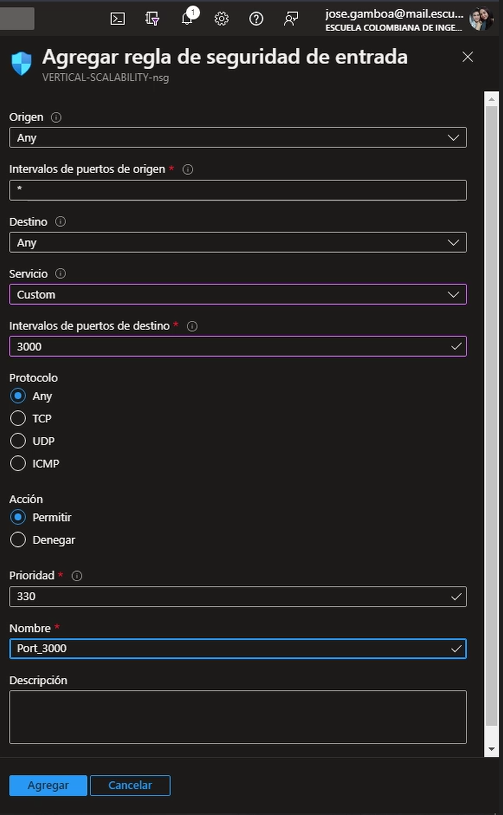 1
jose.gamboa@mail.escu...
ESCUELA COLOMBIANA DE INGE...
Agregar regla de seguridad de entrada
VERTICAL-SCALABILITY-nsg
Origen
Any
Intervalos de puertos de origen *
*
Destino
Any
Servicio
Custom
Intervalos de puertos de destino *
3000
Protocolo
Any
TCP
UDP
ICMP
Acción
Permitir
Denegar
Prioridad *
330
Nombre *
Port_3000
Descripción
Agregar Cancelar